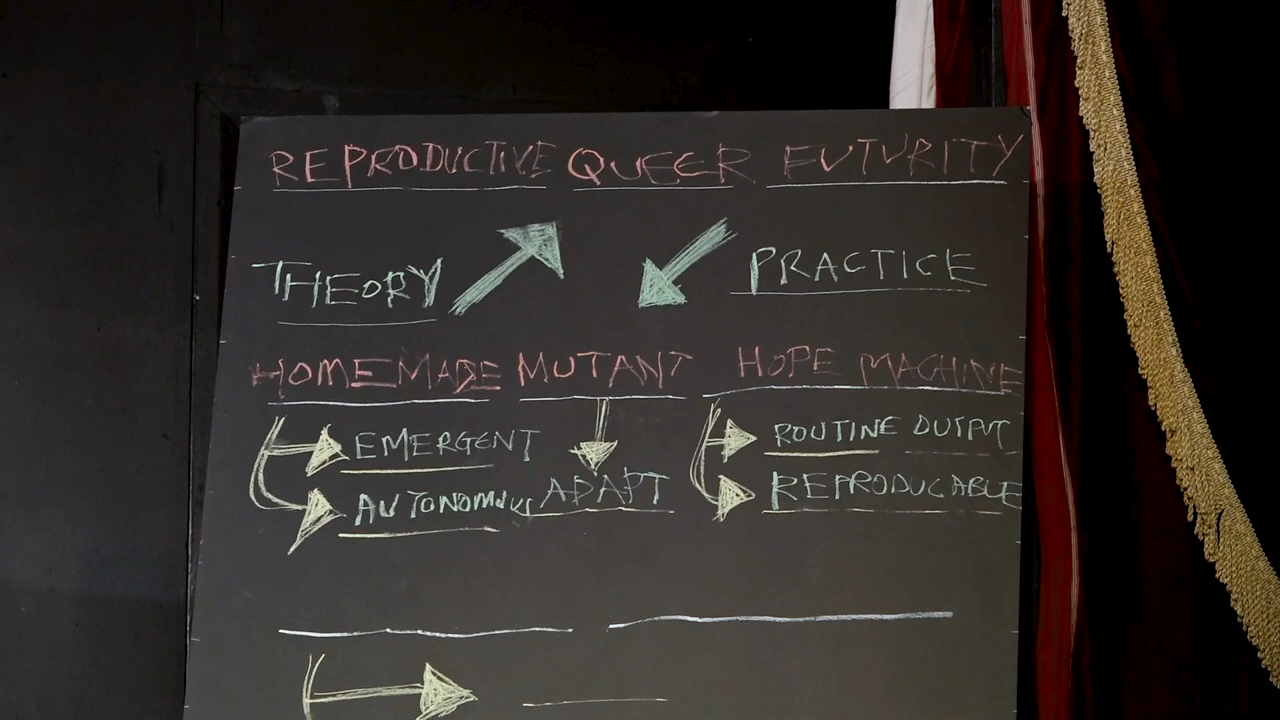 REPRODUCTIVE QUEER FUTURITY
THEORY PRACTICE
HOMEMADE MUTANT HOPE MACHINE
EMERGENT ROUTINE OUTPUT
AUTONOMOUS ADAPT REPRODUCABLE